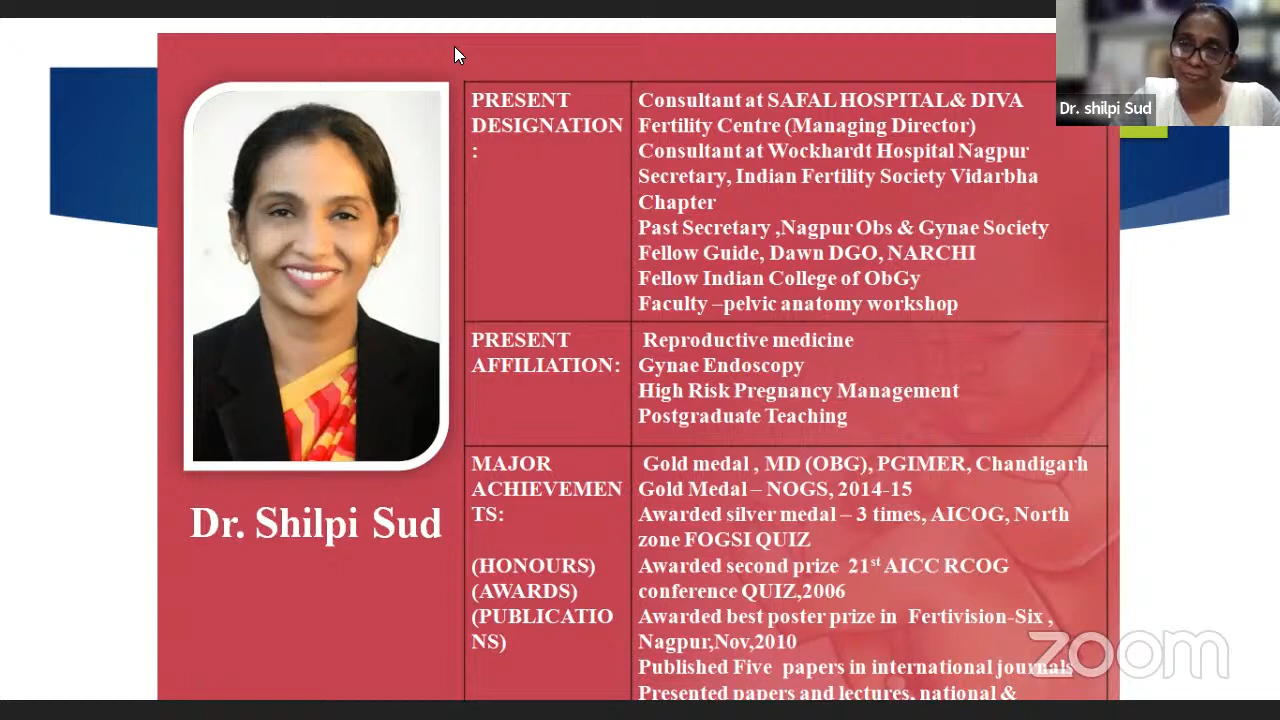 Dr. shilpi Sud
PRESENT
DESIGNATION
:
Consultant at SAFAL HOSPITAL& DIVA
Fertility Centre (Managing Director)
Consultant at Wockhardt Hospital Nagpur
Secretary, Indian Fertility Society Vidarbha
Chapter
Past Secretary ,Nagpur Obs & Gynae Society
Fellow Guide, Dawn DGO, NARCHI
Fellow Indian College of ObGy
Faculty –pelvic anatomy workshop
PRESENT
AFFILIATION:
Reproductive medicine
Gynae Endoscopy
High Risk Pregnancy Management
Postgraduate Teaching
MAJOR
ACHIEVEMEN
TS:
(HONOURS)
(AWARDS)
(PUBLICATIO
NS)
Gold medal , MD (OBG), PGIMER, Chandigarh
Gold Medal – NOGS, 2014-15
Awarded silver medal – 3 times, AICOG, North
zone FOGSI QUIZ
Awarded second prize 21st AICC RCOG
conference QUIZ,2006
Awarded best poster prize in Fertivision-Six ,
Nagpur,Nov,2010
Published Five papers in international journals
Presented papers and lectures, national &
Dr. Shilpi Sud
zoom